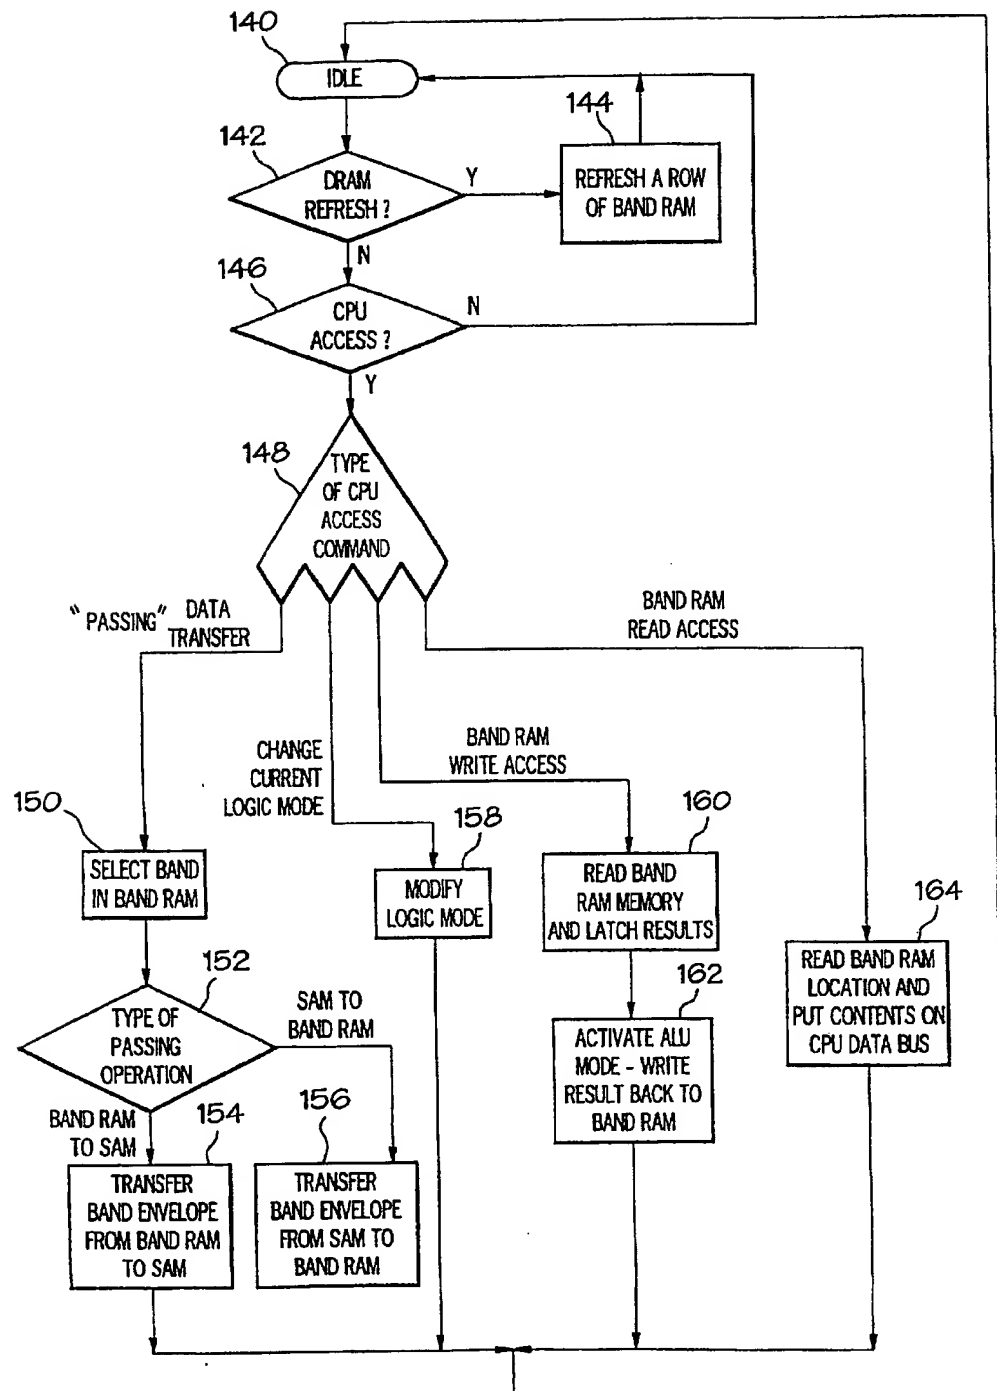 140
IDLE
142
DRAM
REFRESH ?
Y
144
REFRESH A ROW
OF BAND RAM
N
146
CPU
ACCESS ?
N
Y
148
TYPE
OF CPU
ACCESS
COMMAND
"PASSING" DATA
TRANSFER
BAND RAM
READ ACCESS
CHANGE
CURRENT
LOGIC MODE
BAND RAM
WRITE ACCESS
150
SELECT BAND
IN BAND RAM
158
MODIFY
LOGIC MODE
160
READ BAND
RAM MEMORY
AND LATCH RESULTS
164
READ BAND RAM
LOCATION AND
PUT CONTENTS ON
CPU DATA BUS
152
TYPE OF
PASSING
OPERATION
SAM TO
BAND RAM
162
ACTIVATE ALU
MODE - WRITE
RESULT BACK TO
BAND RAM
BAND RAM
TO SAM
154
TRANSFER
BAND ENVELOPE
FROM BAND RAM
TO SAM
156
TRANSFER
BAND ENVELOPE
FROM SAM TO
BAND RAM